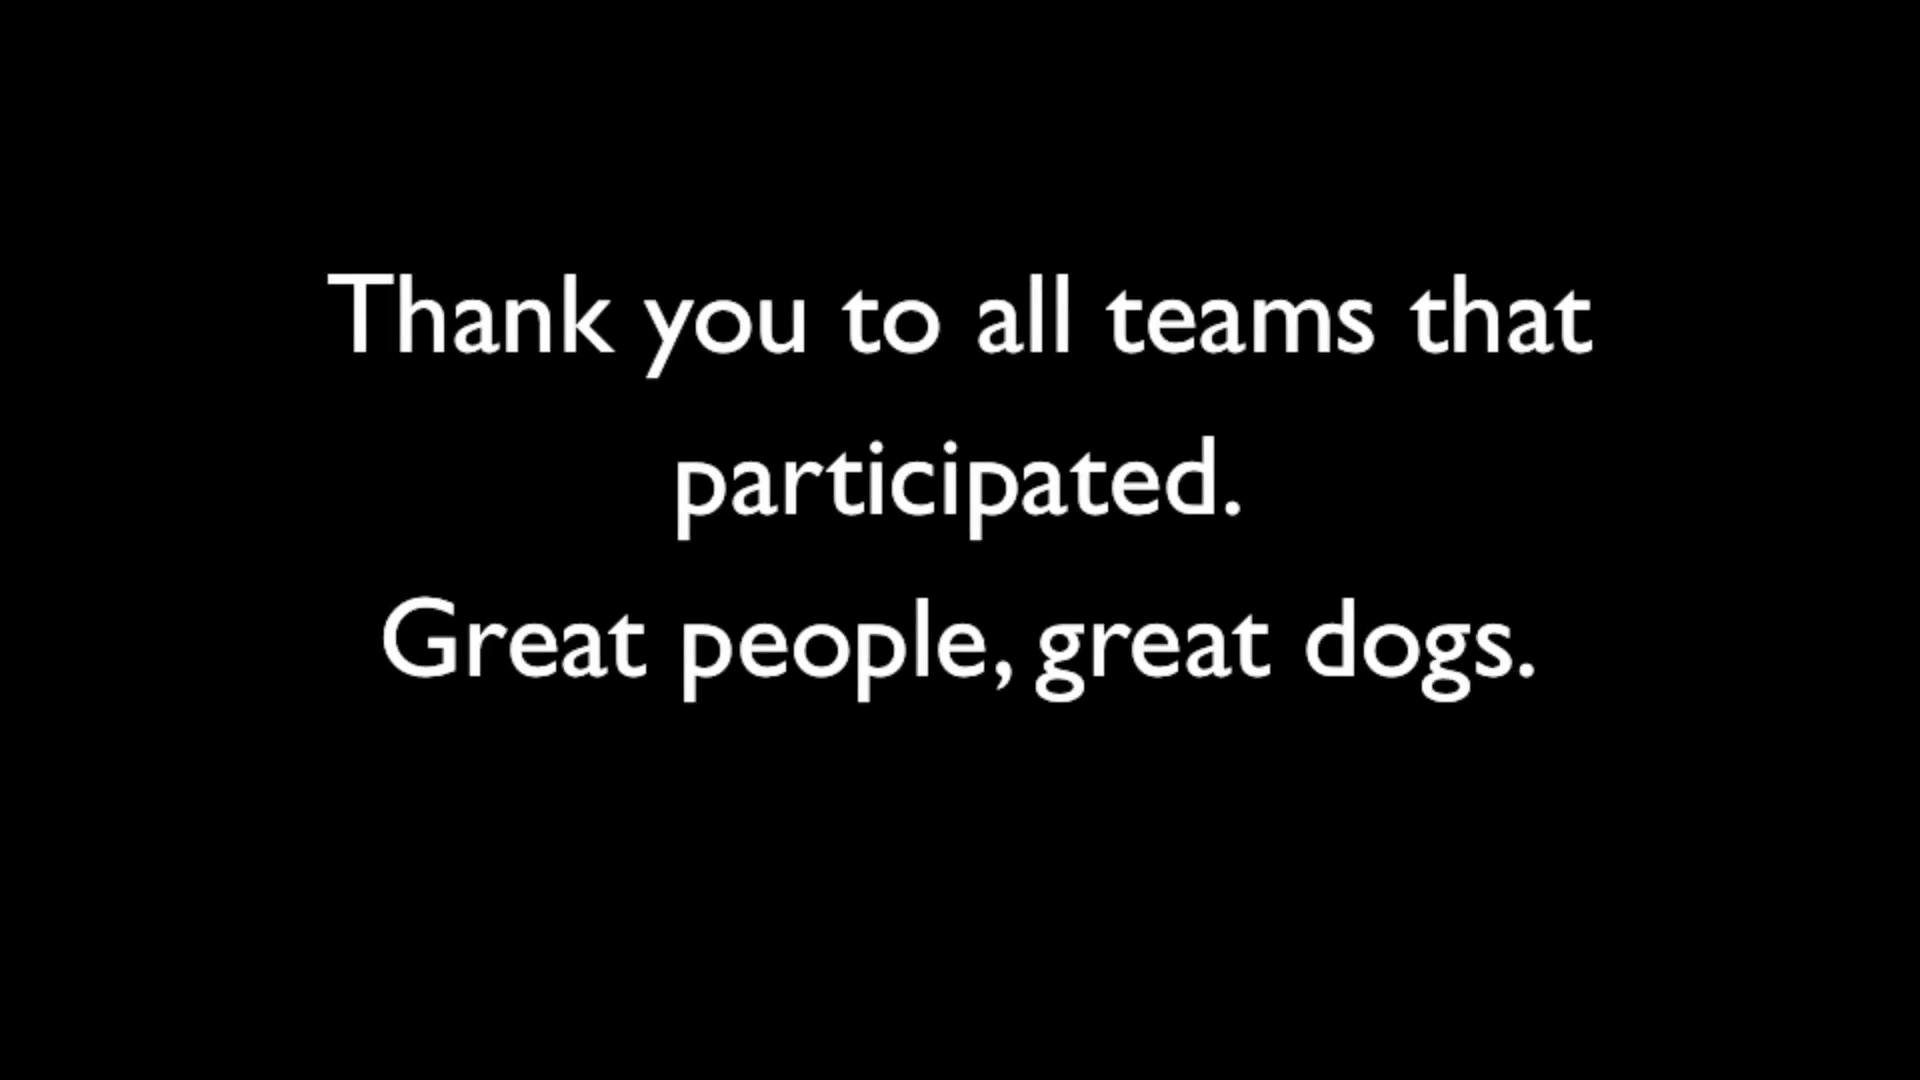 Thank you to all teams that
participated.
Great people, great dogs.